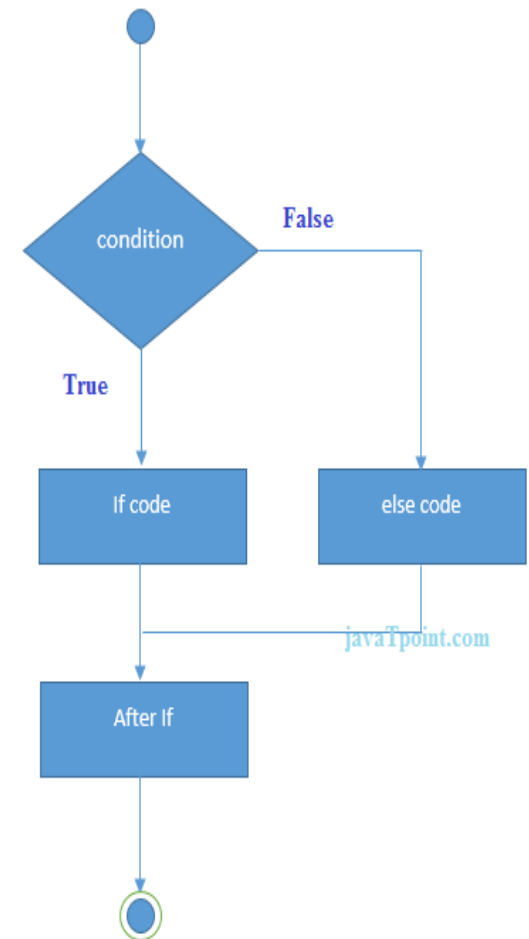 condition
False
True
If code
else code
javaTpoint.com
After If